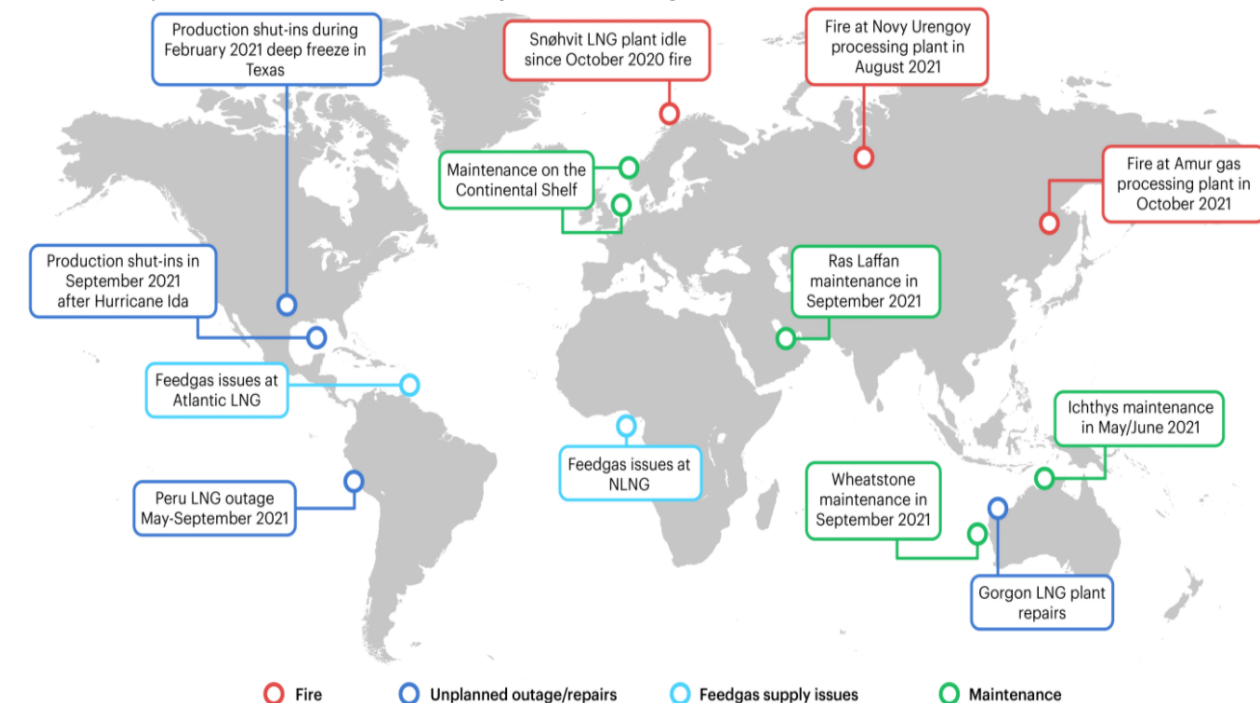 Production shut-ins during
February 2021 deep freeze in
Texas
Snøhvit LNG plant idle
since October 2020 fire
Fire at Novy Urengoy
processing plant in
August 2021
Maintenance on the
Continental Shelf
Fire at Amur gas
processing plant in
October 2021
Production shut-ins in
September 2021
after Hurricane Ida
Ras Laffan
maintenance in
September 2021
Feedgas issues at
Atlantic LNG
Ichthys maintenance
in May/June 2021
Feedgas issues at
NLNG
Wheatstone
maintenance in
September 2021
Peru LNG outage
May-September 2021
Gorgon LNG plant
repairs
Fire
Unplanned outage/repairs
Feedgas supply issues
Maintenance